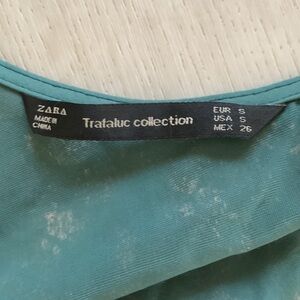 ZARA
MADE IN
CHINA
Trafaluc collection
EUR S
USA S
MEX 26